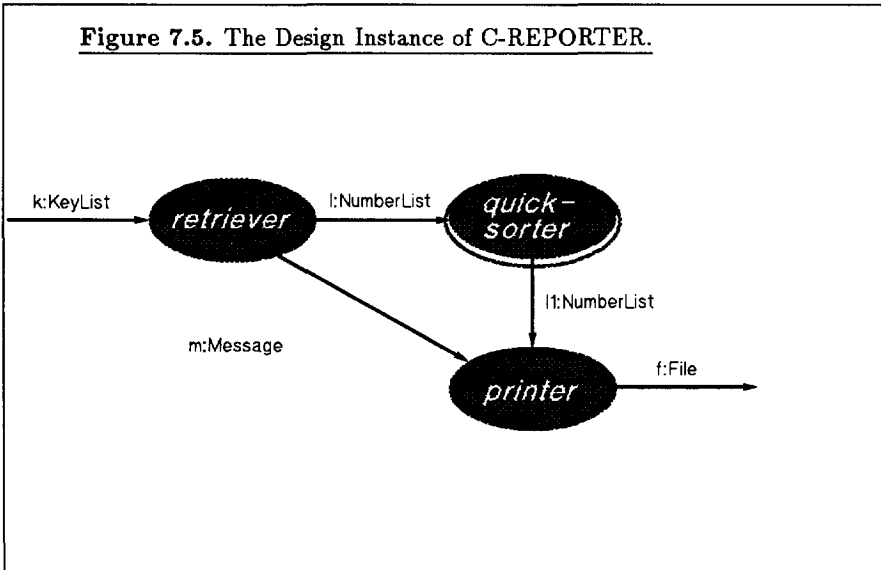 Figure 7.5. The Design Instance of C-REPORTER.
k:KeyList
retriever
l:NumberList
quick-
sorter
l1:NumberList
m:Message
printer
f:File